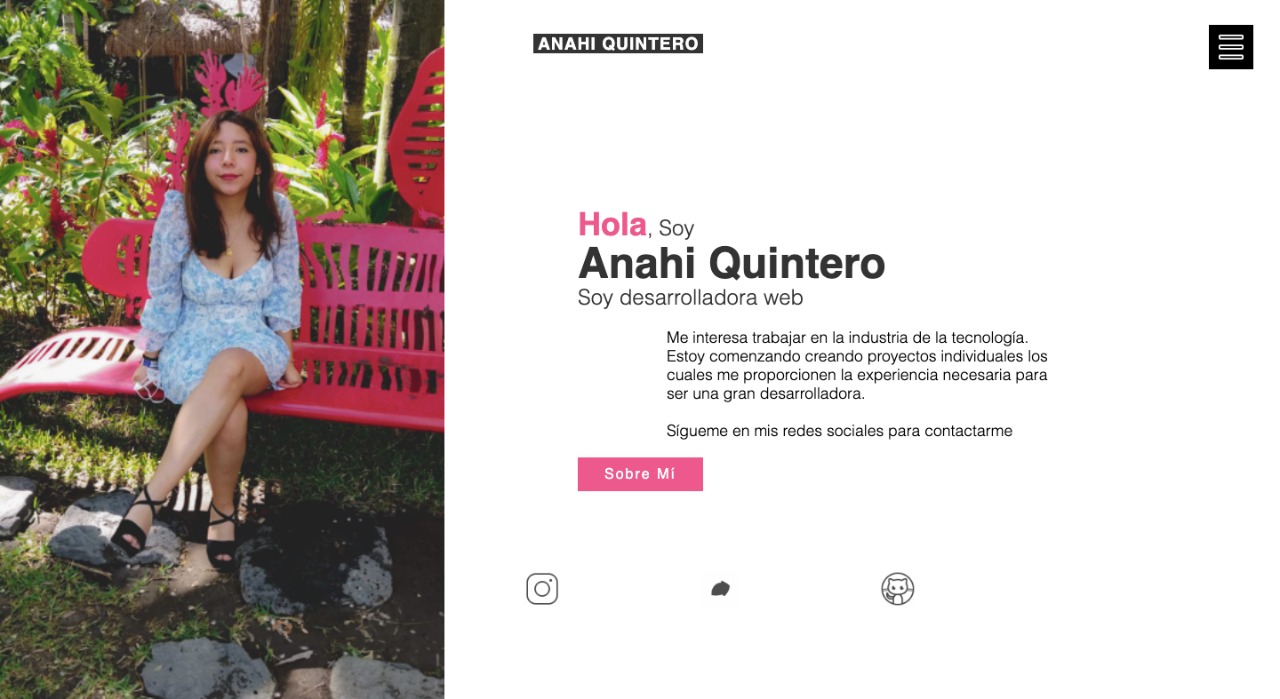 ANAHI QUINTERO
Hola, Soy
Anahi Quintero
Soy desarrolladora web
Me interesa trabajar en la industria de la tecnología.
Estoy comenzando creando proyectos individuales los
cuales me proporcionen la experiencia necesaria para
ser una gran desarrolladora.
Sígueme en mis redes sociales para contactarme
Sobre Mí